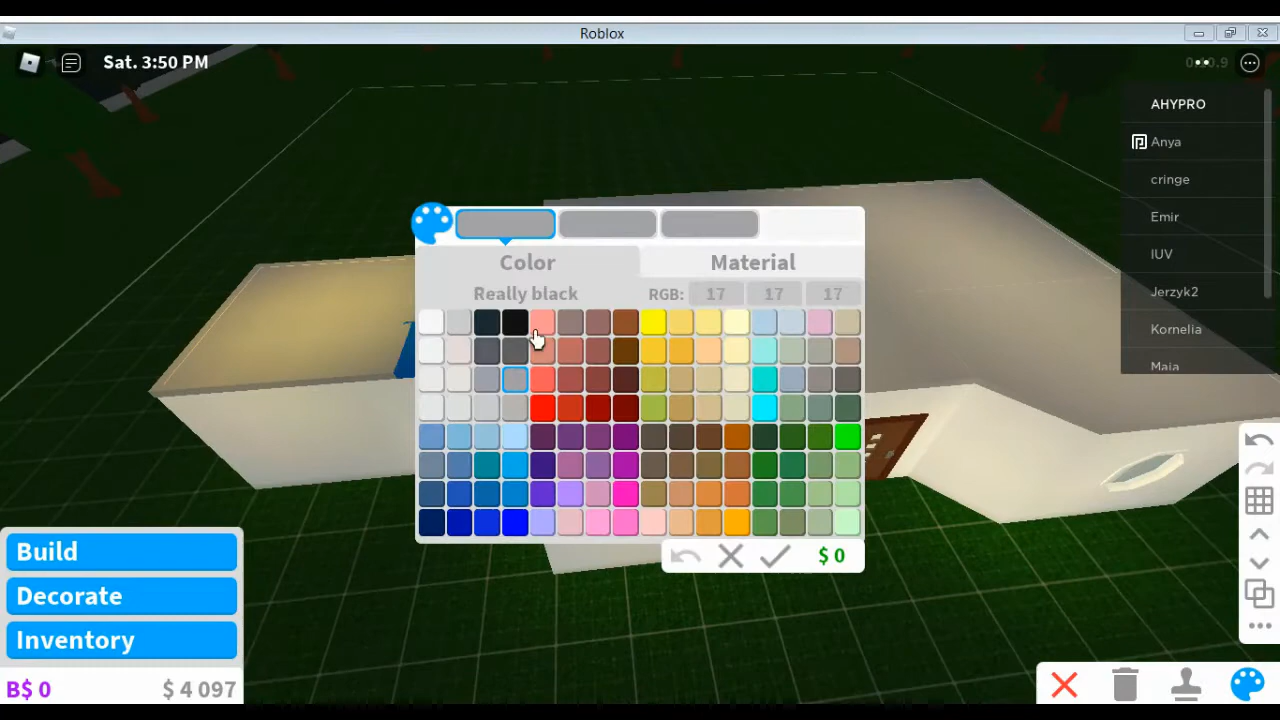 Roblox
Sat. 3:50 PM
AHYPRO
Anya
cringe
Emir
IUV
Jerzyk2
Kornelia
Maia
Color
Material
Really black
RGB: 17 17 17
$ 0
Build
Decorate
Inventory
B$ 0
$ 4 097